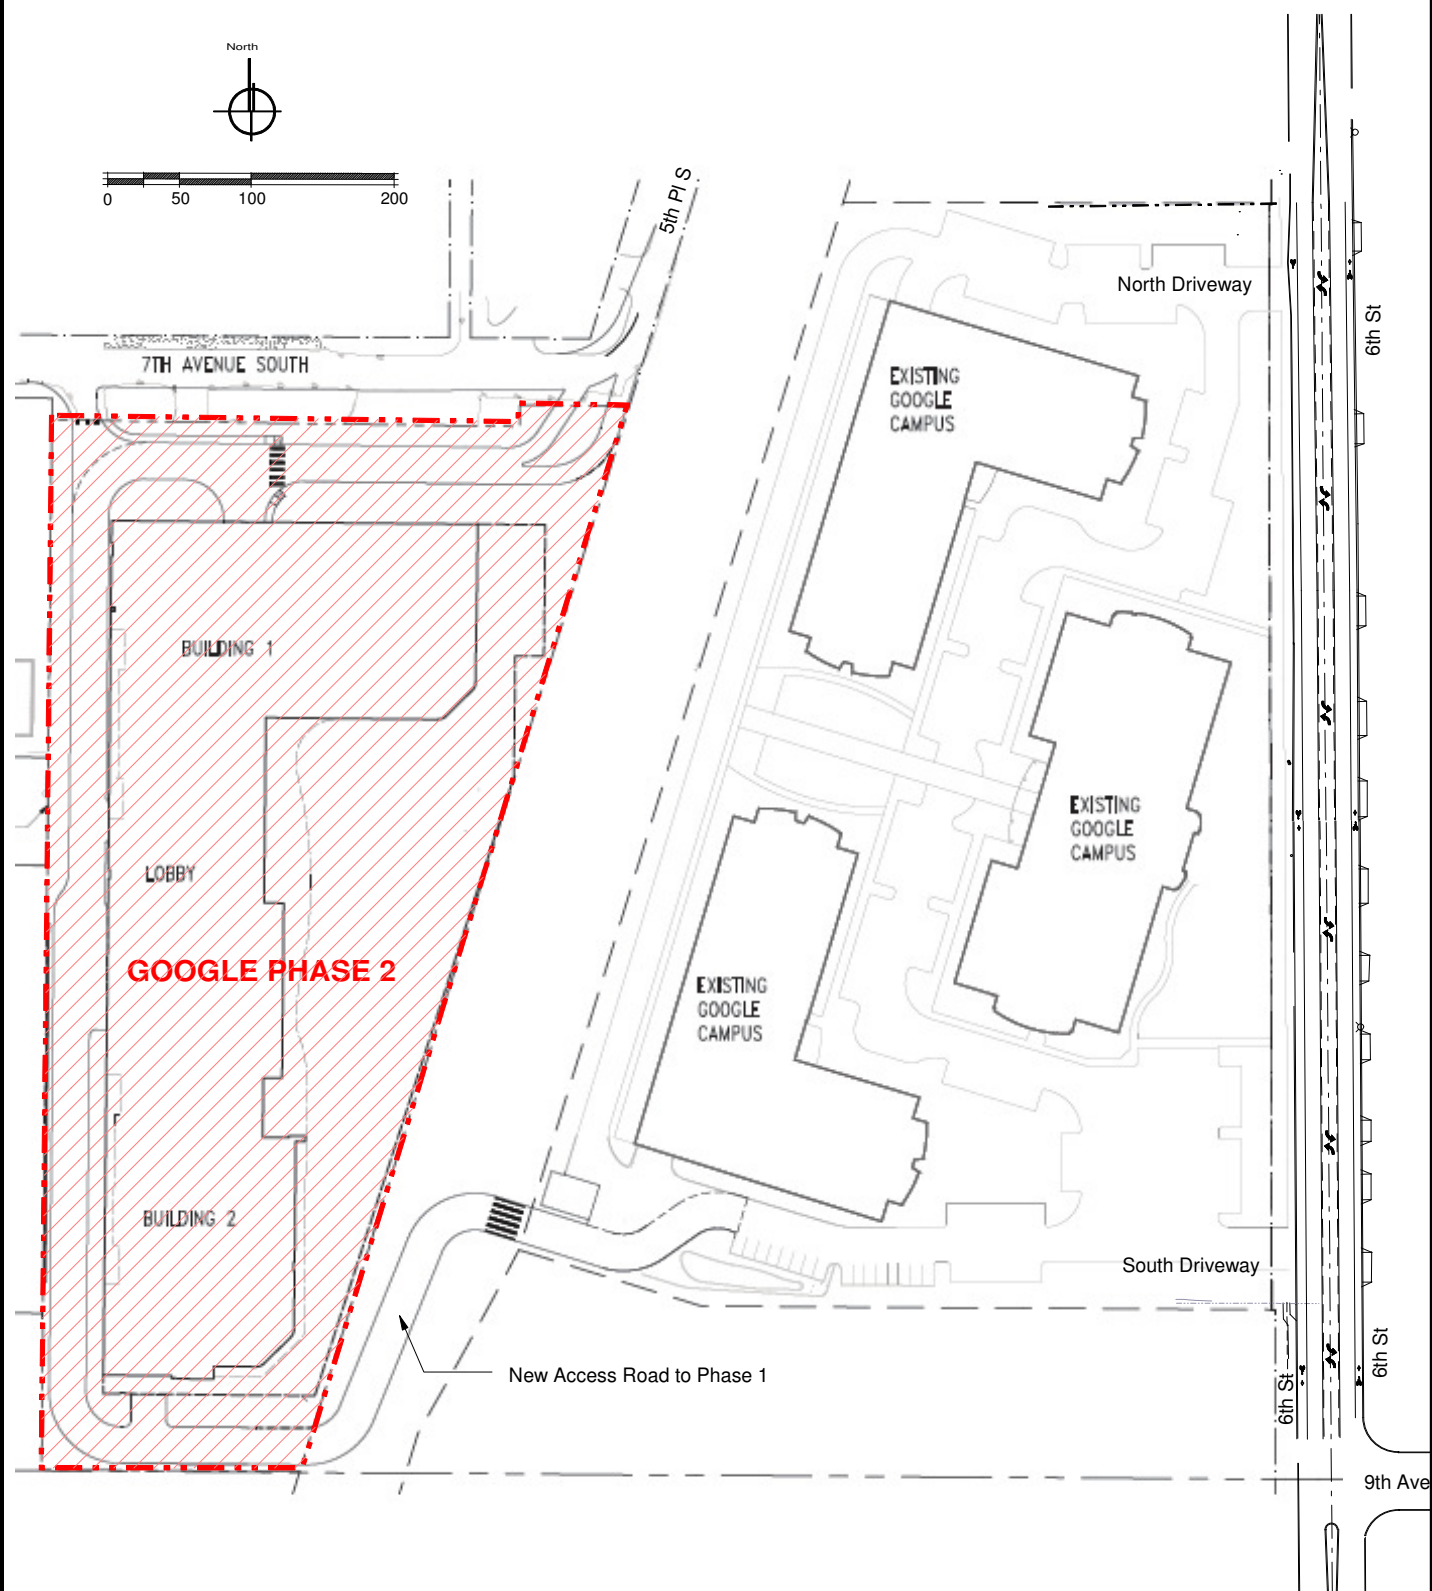 North
0 50 100 200
5th Pl S
North Driveway
6th St
7TH AVENUE SOUTH
EXISTING
GOOGLE
CAMPUS
BUILDING 1
EXISTING
GOOGLE
CAMPUS
LOBBY
GOOGLE PHASE 2
EXISTING
GOOGLE
CAMPUS
BUILDING 2
South Driveway
New Access Road to Phase 1
6th St
6th St
9th Ave